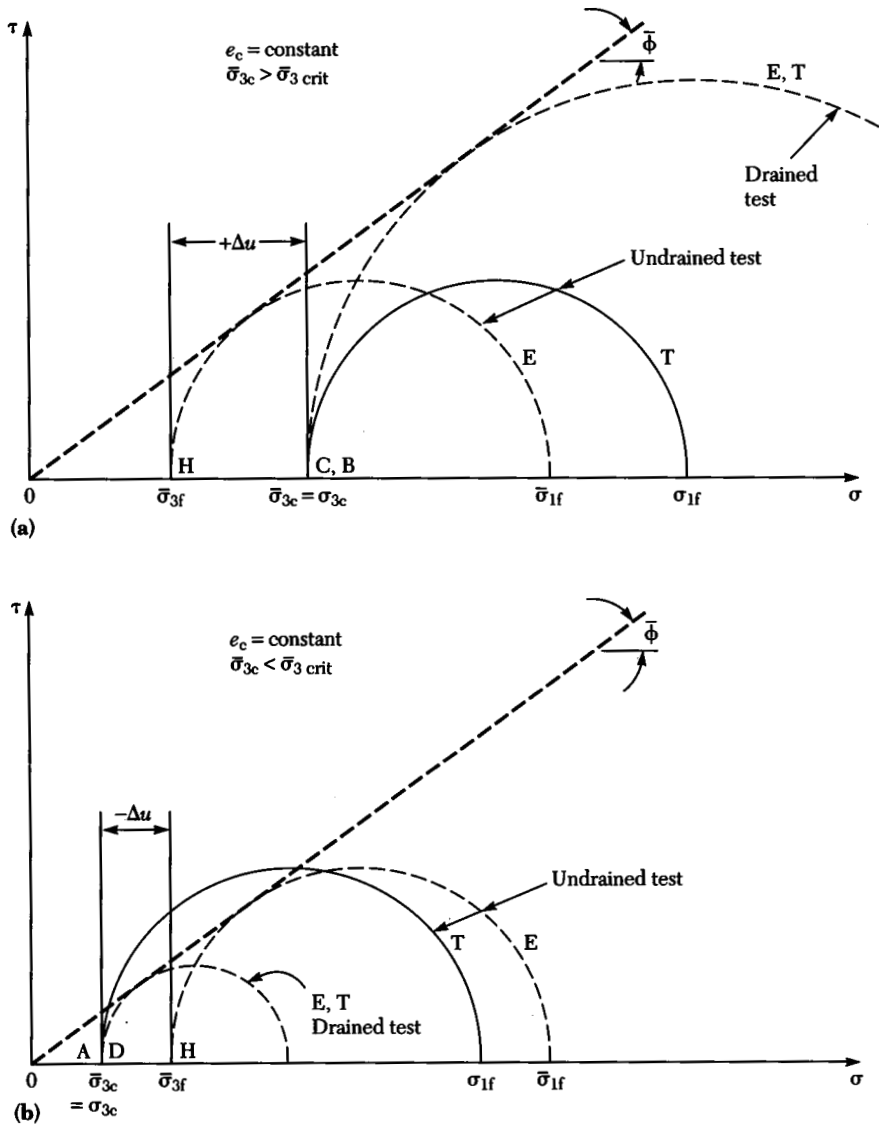 τ
e_c = constant
σ̄_3c > σ̄_3 crit
ϕ̄
E, T
Drained
test
+Δu
Undrained test
E
T
H
C, B
0
σ̄_3f
σ̄_3c = σ_3c
σ̄_1f
σ_1f
σ
(a)
τ
e_c = constant
σ̄_3c < σ̄_3 crit
ϕ̄
−Δu
Undrained test
T
E
E, T
Drained test
A
D
H
0
σ̄_3c
= σ_3c
σ̄_3f
σ_1f
σ̄_1f
σ
(b)